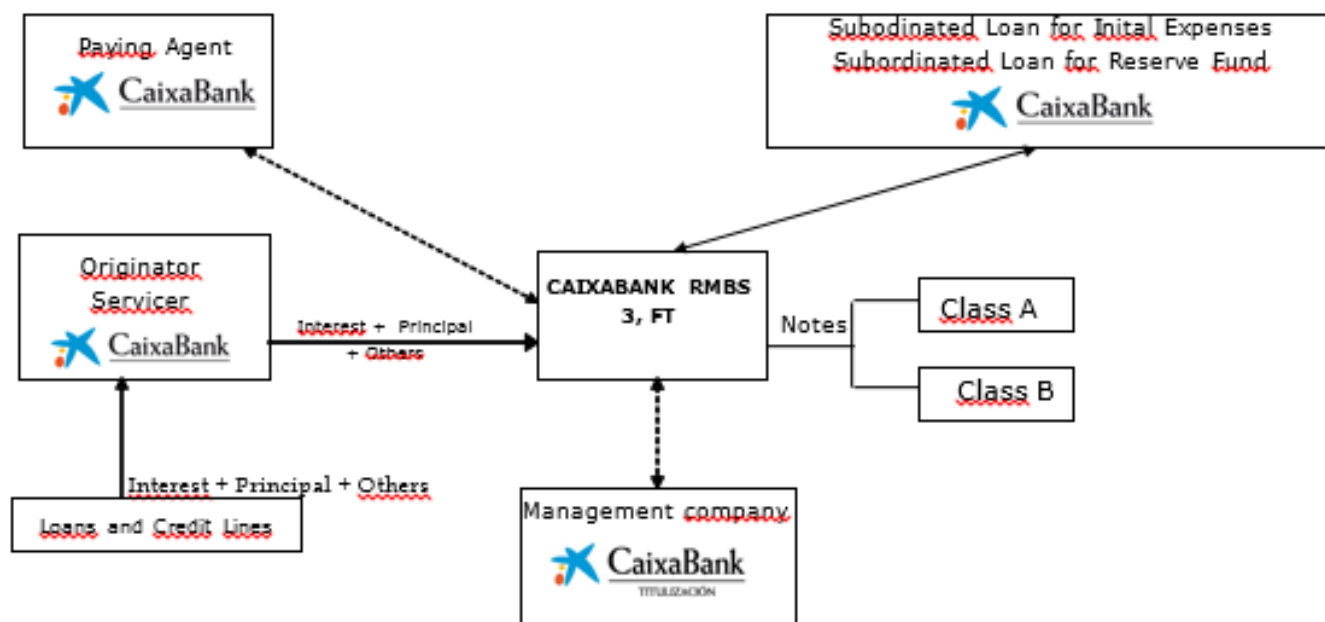 Paying Agent
CaixaBank
Subodinated Loan for Inital Expenses
Subordinated Loan for Reserve Fund
CaixaBank
Originator
Servicer
CaixaBank
Interest + Principal
+ Others
CAIXABANK RMBS
3, FT
Notes
Class A
Class B
Interest + Principal + Others
Loans and Credit Lines
Management company
CaixaBank
TITULIZACIÓN